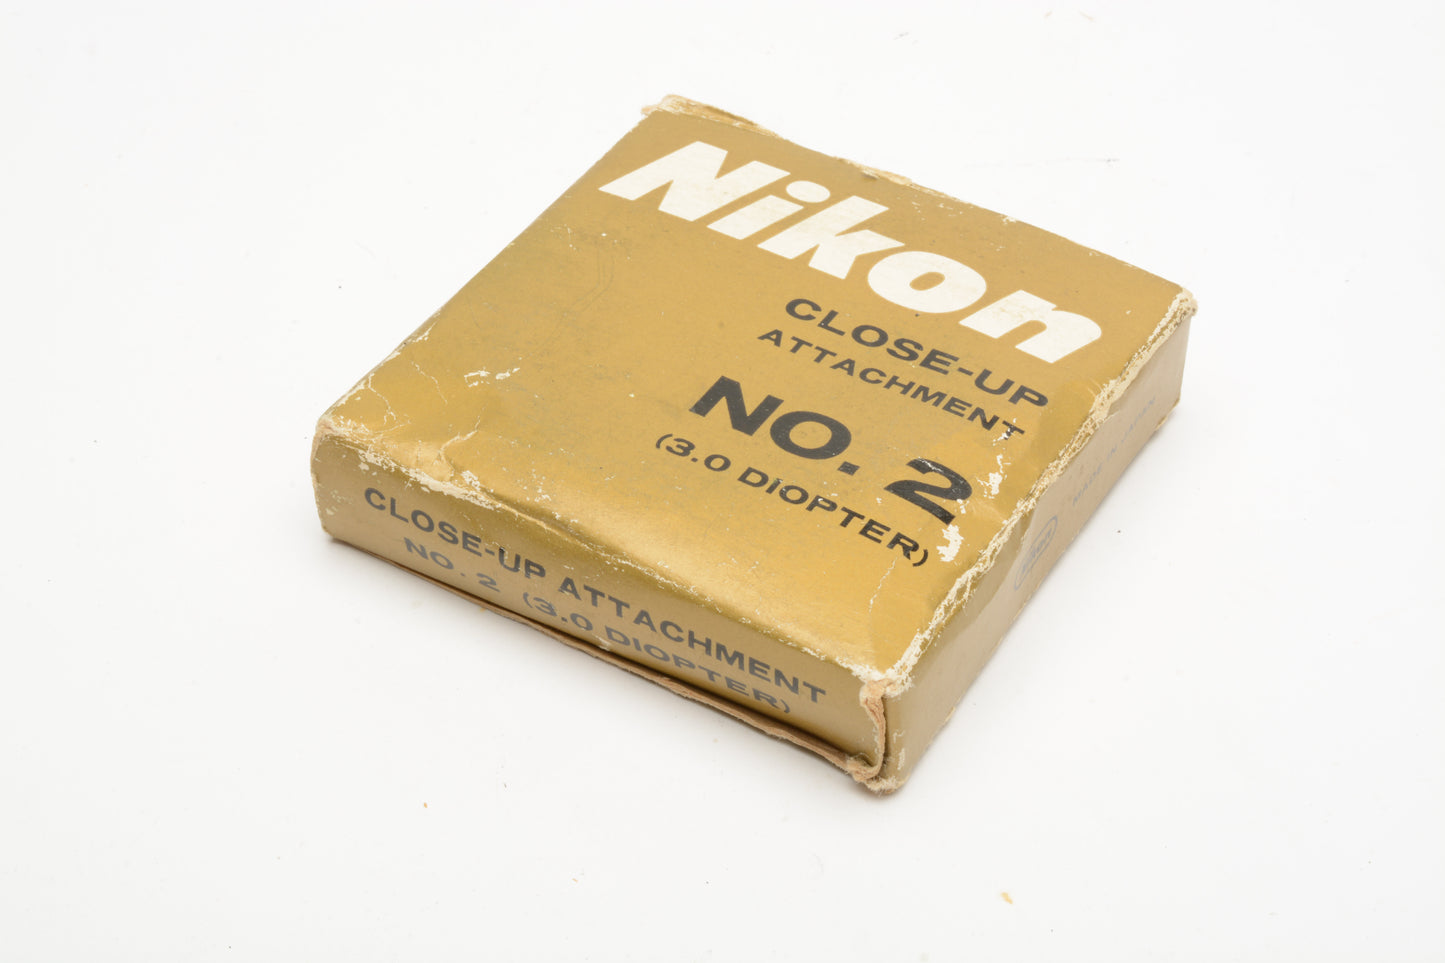 Nikon
CLOSE-UP
ATTACHMENT
NO. 2
(3.0 DIOPTER)
CLOSE-UP ATTACHMENT
NO. 2 (3.0 DIOPTER)
MADE IN JAPAN